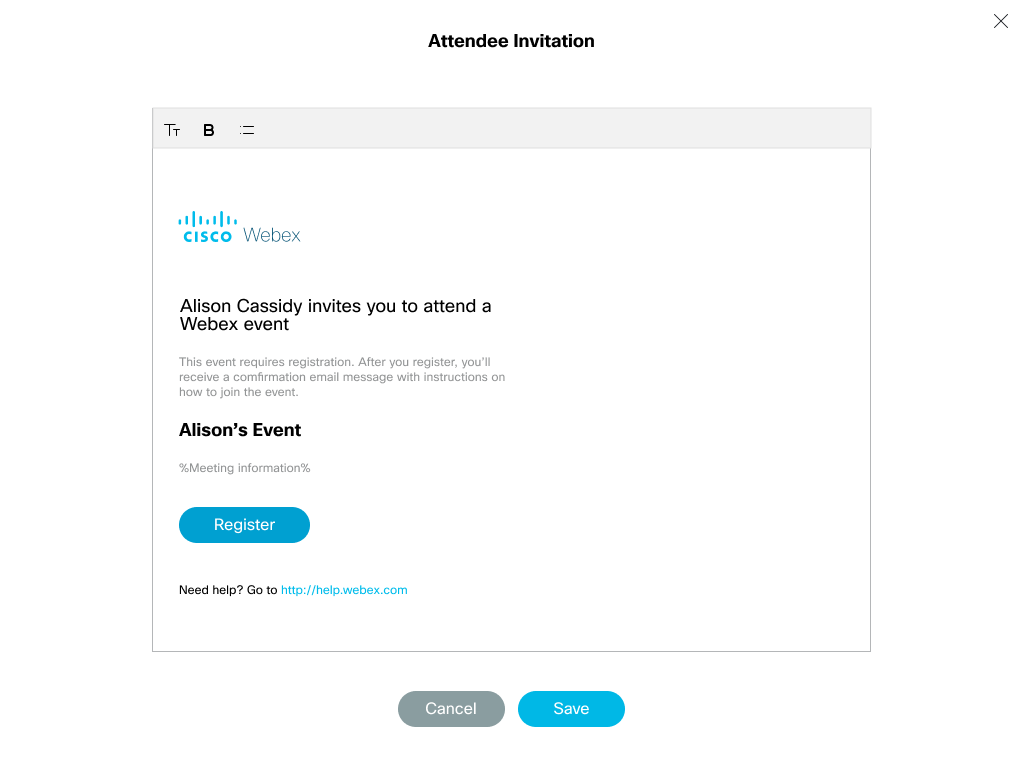 Attendee Invitation
TT B
CISCO Webex
Alison Cassidy invites you to attend a
Webex event
This event requires registration. After you register, you’ll
receive a comfirmation email message with instructions on
how to join the event.
Alison’s Event
%Meeting information%
Register
Need help? Go to http://help.webex.com
Cancel Save